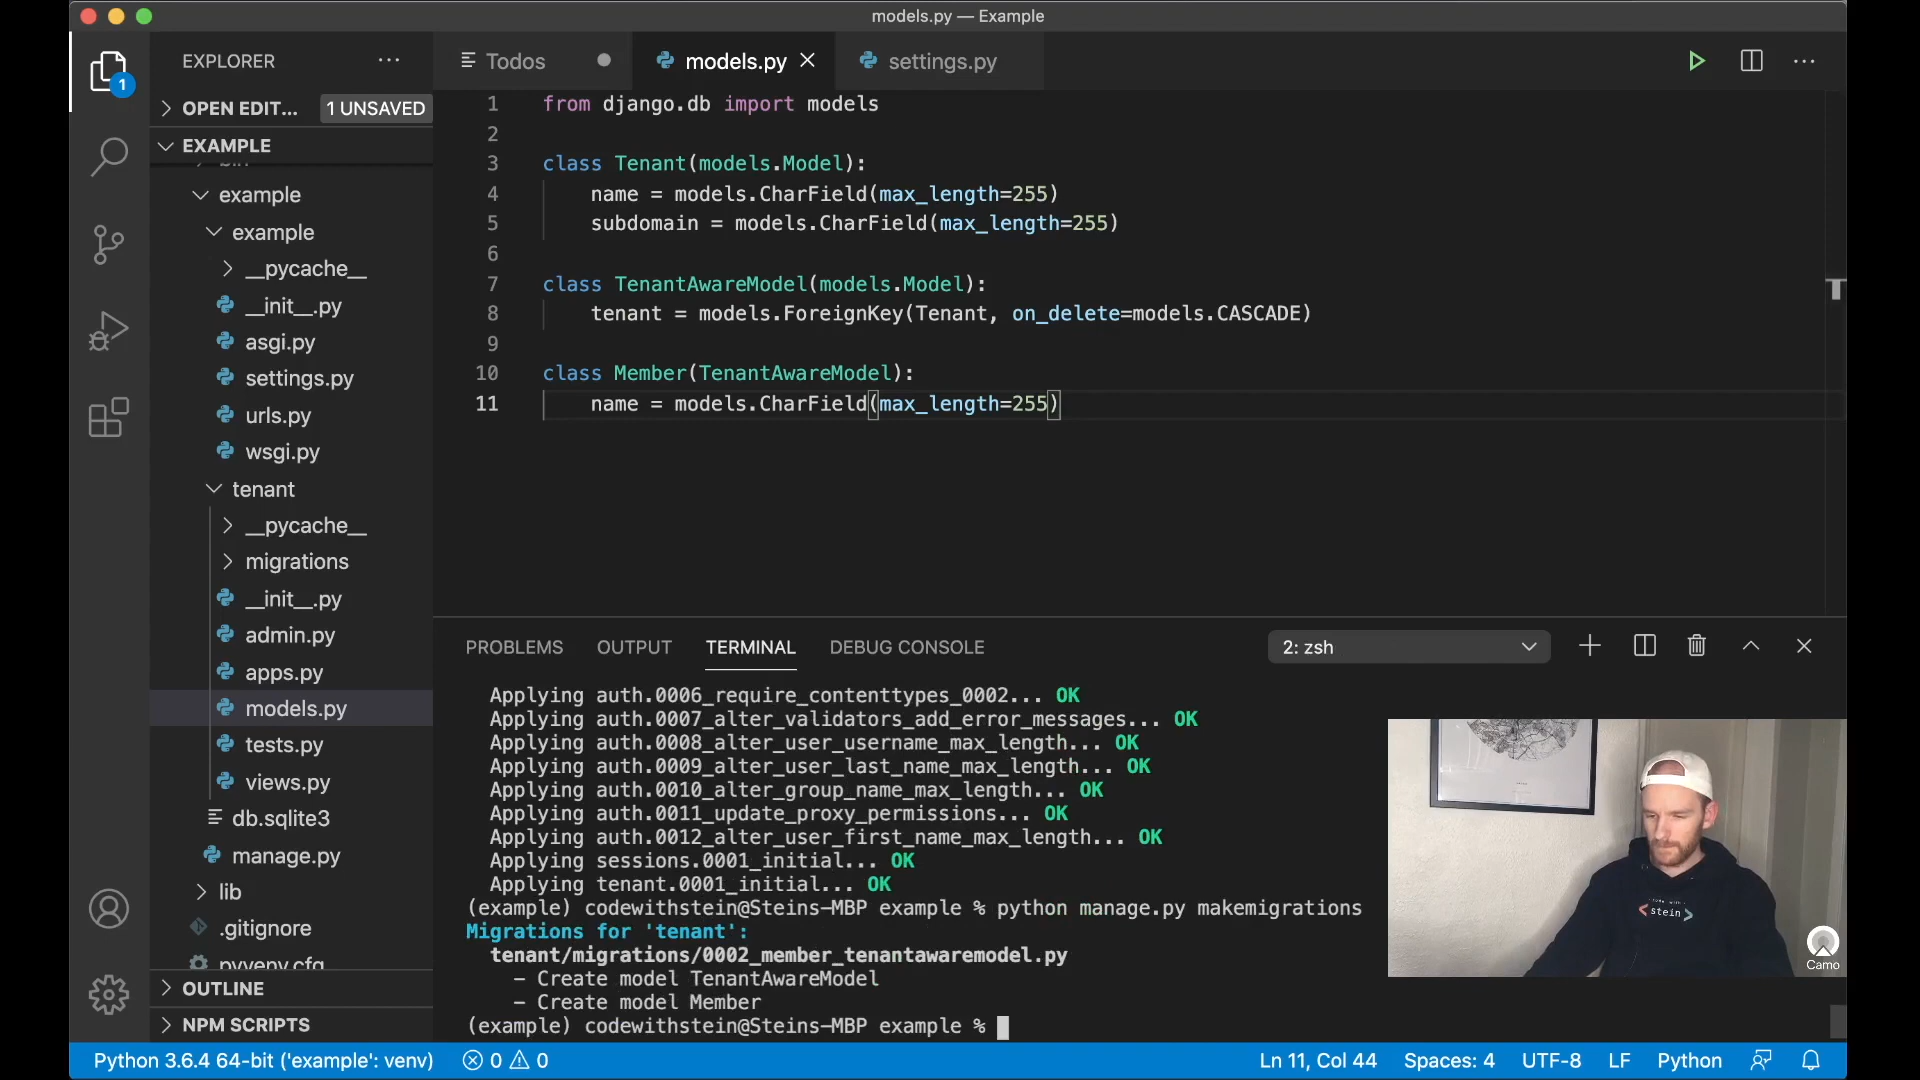 models.py — Example
EXPLORER
Todos
models.py
settings.py
OPEN EDIT... 1 UNSAVED
EXAMPLE
example
example
__pycache__
__init__.py
asgi.py
settings.py
urls.py
wsgi.py
tenant
__pycache__
migrations
__init__.py
admin.py
apps.py
models.py
tests.py
views.py
db.sqlite3
manage.py
lib
.gitignore
pyvenv.cfg
OUTLINE
NPM SCRIPTS
1
1 from django.db import models
2
3 class Tenant(models.Model):
4 name = models.CharField(max_length=255)
5 subdomain = models.CharField(max_length=255)
6
7 class TenantAwareModel(models.Model):
8 tenant = models.ForeignKey(Tenant, on_delete=models.CASCADE)
9
10 class Member(TenantAwareModel):
11 name = models.CharField(max_length=255)
PROBLEMS OUTPUT TERMINAL DEBUG CONSOLE 2: zsh
Applying auth.0006_require_contenttypes_0002... OK
Applying auth.0007_alter_validators_add_error_messages... OK
Applying auth.0008_alter_user_username_max_length... OK
Applying auth.0009_alter_user_last_name_max_length... OK
Applying auth.0010_alter_group_name_max_length... OK
Applying auth.0011_update_proxy_permissions... OK
Applying auth.0012_alter_user_first_name_max_length... OK
Applying sessions.0001_initial... OK
Applying tenant.0001_initial... OK
(example) codewithstein@Steins-MBP example % python manage.py makemigrations
Migrations for 'tenant':
tenant/migrations/0002_member_tenantawaremodel.py
- Create model TenantAwareModel
- Create model Member
(example) codewithstein@Steins-MBP example %
<stein>
Camo
Python 3.6.4 64-bit ('example': venv) 0 0 Ln 11, Col 44 Spaces: 4 UTF-8 LF Python